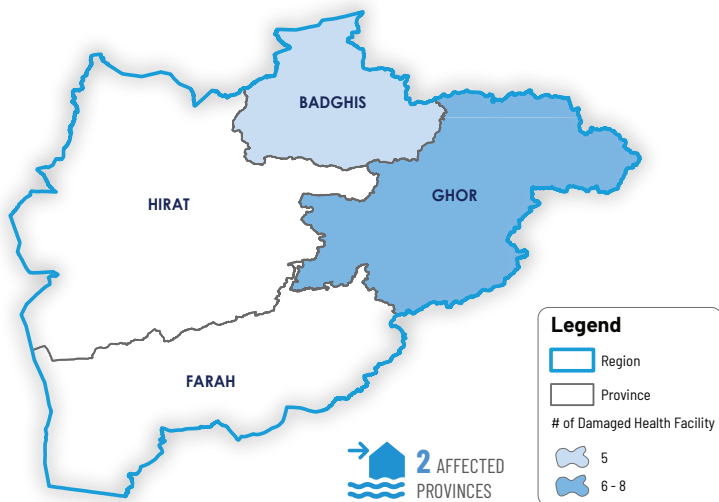 BADGHIS
GHOR
HIRAT
FARAH
Legend
Region
Province
# of Damaged Health Facility
5
6 - 8
2 AFFECTED
PROVINCES